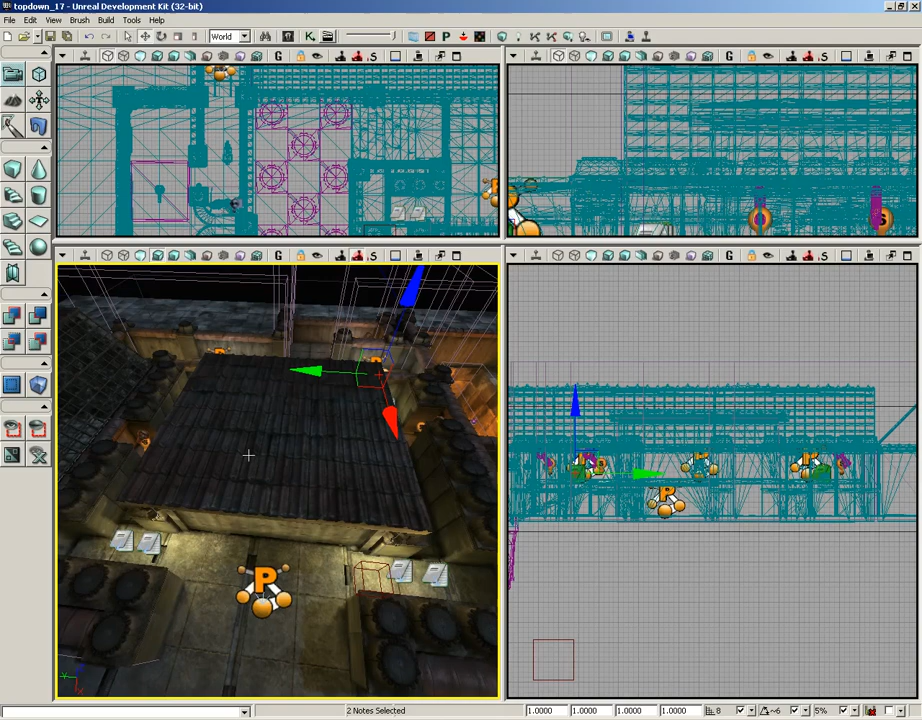 topdown_17 - Unreal Development Kit (32-bit)
File Edit View Brush Build Tools Help
World
K
P
G
S
G
S
G
S
G
S
P
S
P
P
2 Notes Selected
1.0000 1.0000 1.0000 1.0000 8 ~6 5%